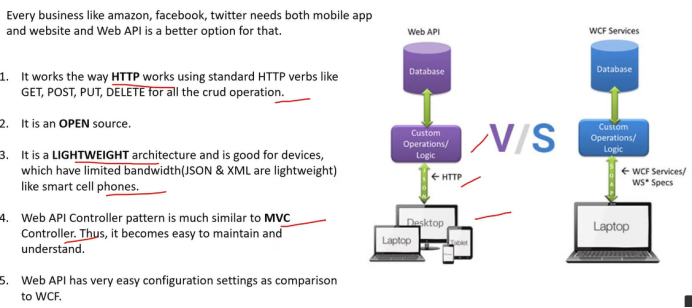 Every business like amazon, facebook, twitter needs both mobile app
and website and Web API is a better option for that.
1. It works the way HTTP works using standard HTTP verbs like
GET, POST, PUT, DELETE for all the crud operation.
2. It is an OPEN source.
3. It is a LIGHTWEIGHT architecture and is good for devices,
which have limited bandwidth(JSON & XML are lightweight)
like smart cell phones.
4. Web API Controller pattern is much similar to MVC
Controller. Thus, it becomes easy to maintain and
understand.
5. Web API has very easy configuration settings as comparison
to WCF.
Web API
Database
Custom
Operations/
Logic
JSON
← HTTP
Desktop
Laptop
Tablet
V/S
WCF Services
Database
Custom
Operations/
Logic
SOAP
← WCF Services/
WS* Specs
Laptop